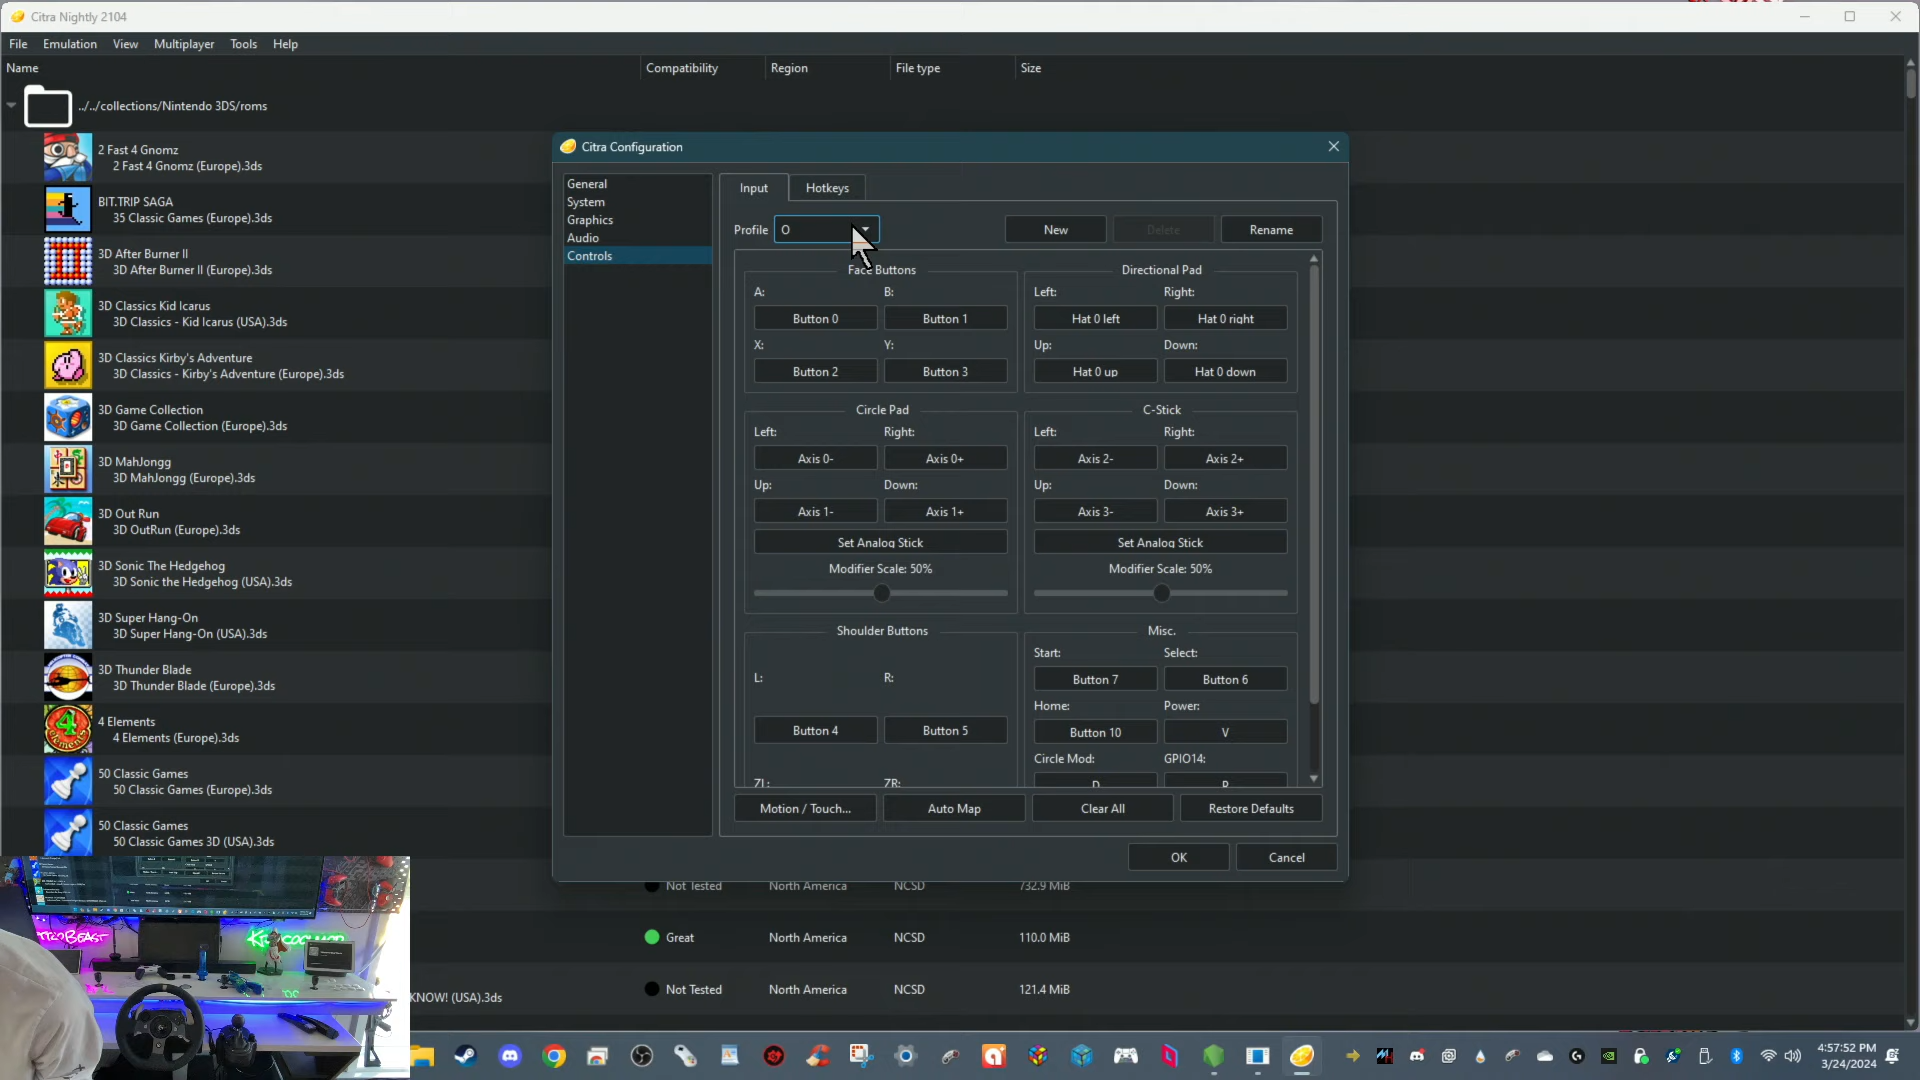 Citra Nightly 2104
File Emulation View Multiplayer Tools Help
Name Compatibility Region File type Size
../../collections/Nintendo 3DS/roms
2 Fast 4 Gnomz
2 Fast 4 Gnomz (Europe).3ds
BIT.TRIP SAGA
35 Classic Games (Europe).3ds
3D After Burner II
3D After Burner II (Europe).3ds
3D Classics Kid Icarus
3D Classics - Kid Icarus (USA).3ds
3D Classics Kirby's Adventure
3D Classics - Kirby's Adventure (Europe).3ds
3D Game Collection
3D Game Collection (Europe).3ds
3D MahJongg
3D MahJongg (Europe).3ds
3D Out Run
3D OutRun (Europe).3ds
3D Sonic The Hedgehog
3D Sonic the Hedgehog (USA).3ds
3D Super Hang-On
3D Super Hang-On (USA).3ds
3D Thunder Blade
3D Thunder Blade (Europe).3ds
4 Elements
4 Elements (Europe).3ds
50 Classic Games
50 Classic Games (Europe).3ds
50 Classic Games
50 Classic Games 3D (USA).3ds
Citra Configuration
General
System
Graphics
Audio
Controls
Input Hotkeys
Profile O New Delete Rename
Face Buttons
A: B:
Button 0 Button 1
X: Y:
Button 2 Button 3
Directional Pad
Left: Right:
Hat 0 left Hat 0 right
Up: Down:
Hat 0 up Hat 0 down
Circle Pad
Left: Right:
Axis 0- Axis 0+
Up: Down:
Axis 1- Axis 1+
Set Analog Stick
Modifier Scale: 50%
C-Stick
Left: Right:
Axis 2- Axis 2+
Up: Down:
Axis 3- Axis 3+
Set Analog Stick
Modifier Scale: 50%
Shoulder Buttons
L: R:
Button 4 Button 5
ZL: ZR:
Misc.
Start: Select:
Button 7 Button 6
Home: Power:
Button 10 V
Circle Mod: GPIO14:
D
Motion / Touch... Auto Map Clear All Restore Defaults
OK Cancel
Not Tested North America NCSD 732.9 MiB
Great North America NCSD 110.0 MiB
KNOW! (USA).3ds Not Tested North America NCSD 121.4 MiB
4:57:52 PM
3/24/2024